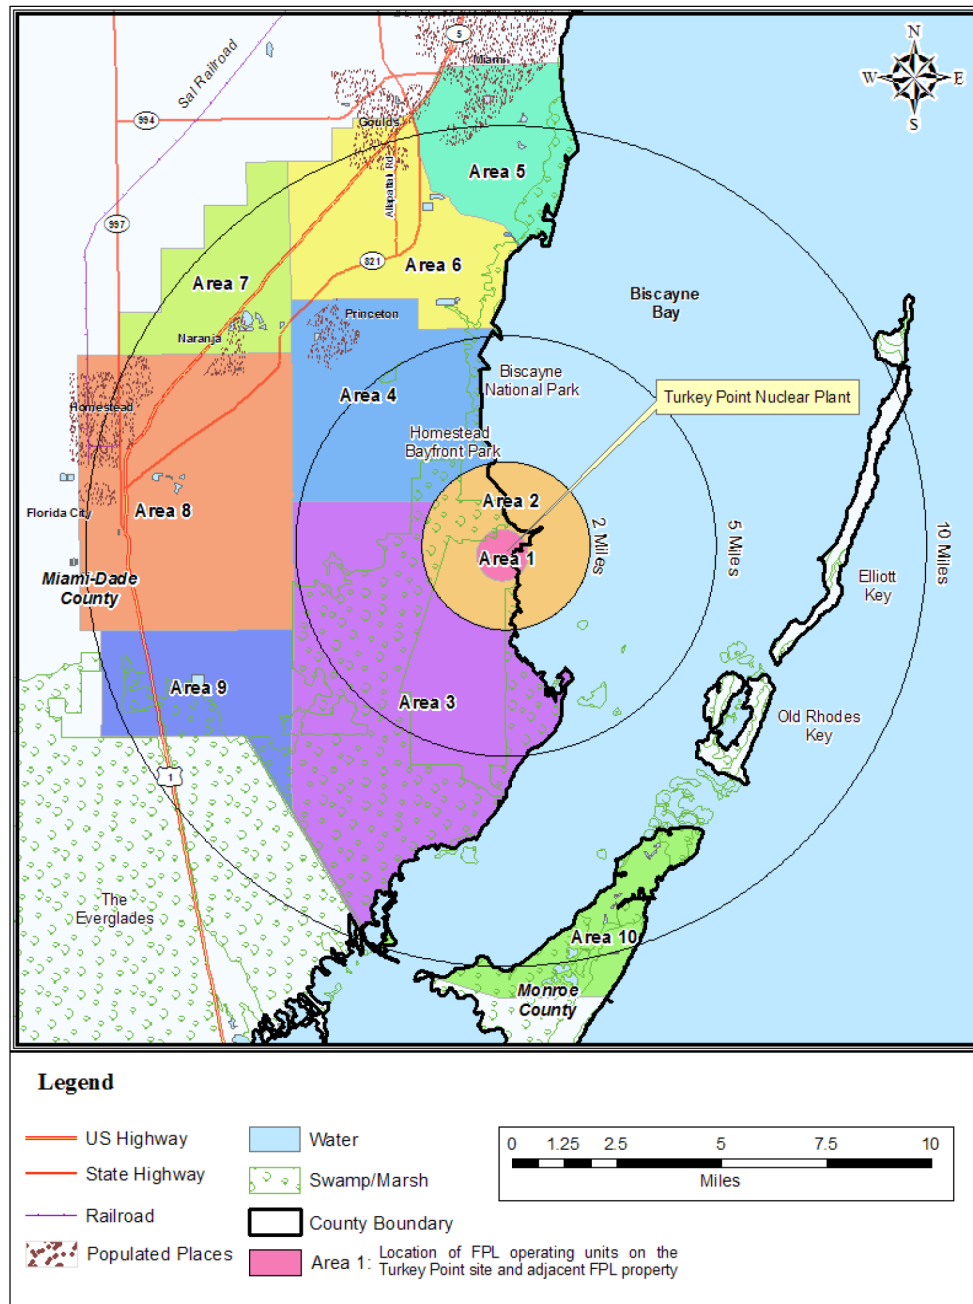 N
W
E
S
5
Miami
Sal Railroad
994
Goulds
Allapattah Rd
Area 5
997
821
Area 6
Area 7
Biscayne
Bay
Princeton
Naranja
Biscayne
National Park
Turkey Point Nuclear Plant
Area 4
Homestead
Homestead
Bayfront Park
Area 2
Area 8
Florida City
2 Miles
5 Miles
10 Miles
Area 1
Miami-Dade
County
Elliott
Key
Area 9
Area 3
Old Rhodes
Key
1
The
Everglades
Area 10
Monroe
County
Legend
US Highway
State Highway
Railroad
Populated Places
Water
Swamp/Marsh
County Boundary
Area 1: Location of FPL operating units on the
Turkey Point site and adjacent FPL property
0 1.25 2.5 5 7.5 10
Miles